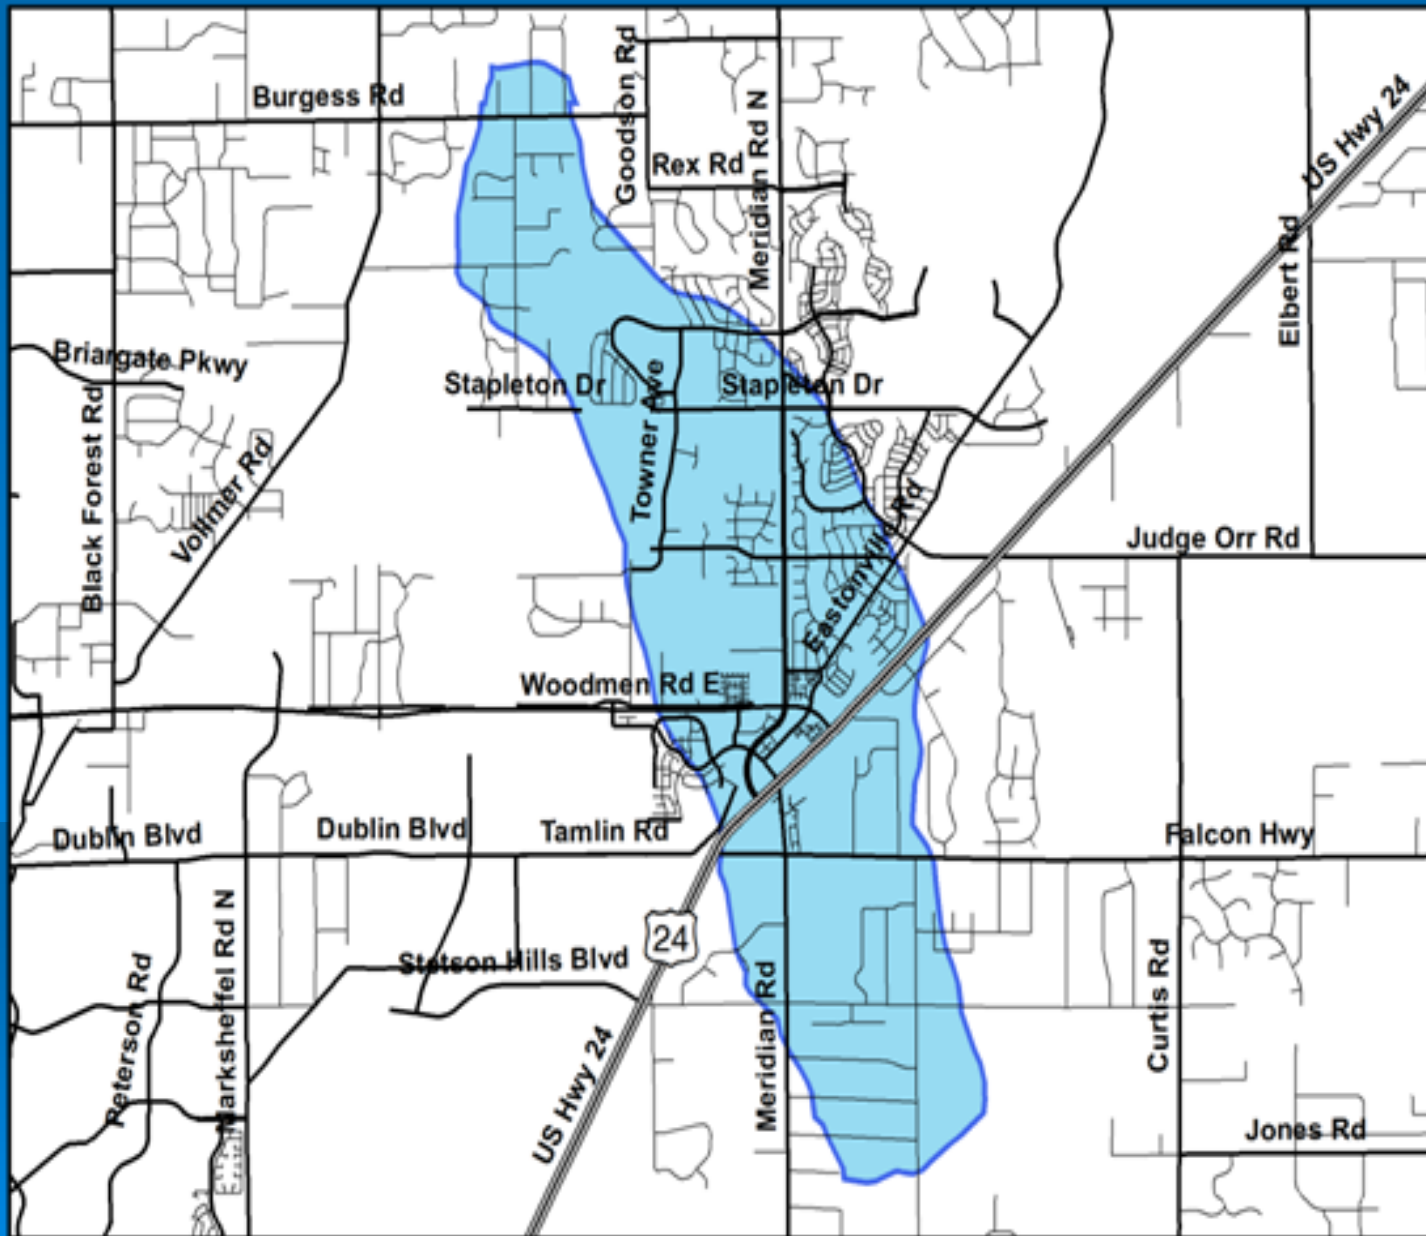 Burgess Rd
Goodson Rd
Rex Rd
Meridian Rd N
US Hwy 24
Elbert Rd
Briargate Pkwy
Stapleton Dr
Stapleton Dr
Black Forest Rd
Vollmer Rd
Towner Ave
Eastonville Rd
Judge Orr Rd
Woodmen Rd E
Dublin Blvd
Dublin Blvd
Tamlin Rd
Falcon Hwy
24
Stetson Hills Blvd
Peterson Rd
Marksheffel Rd N
Meridian Rd
Curtis Rd
US Hwy 24
Jones Rd